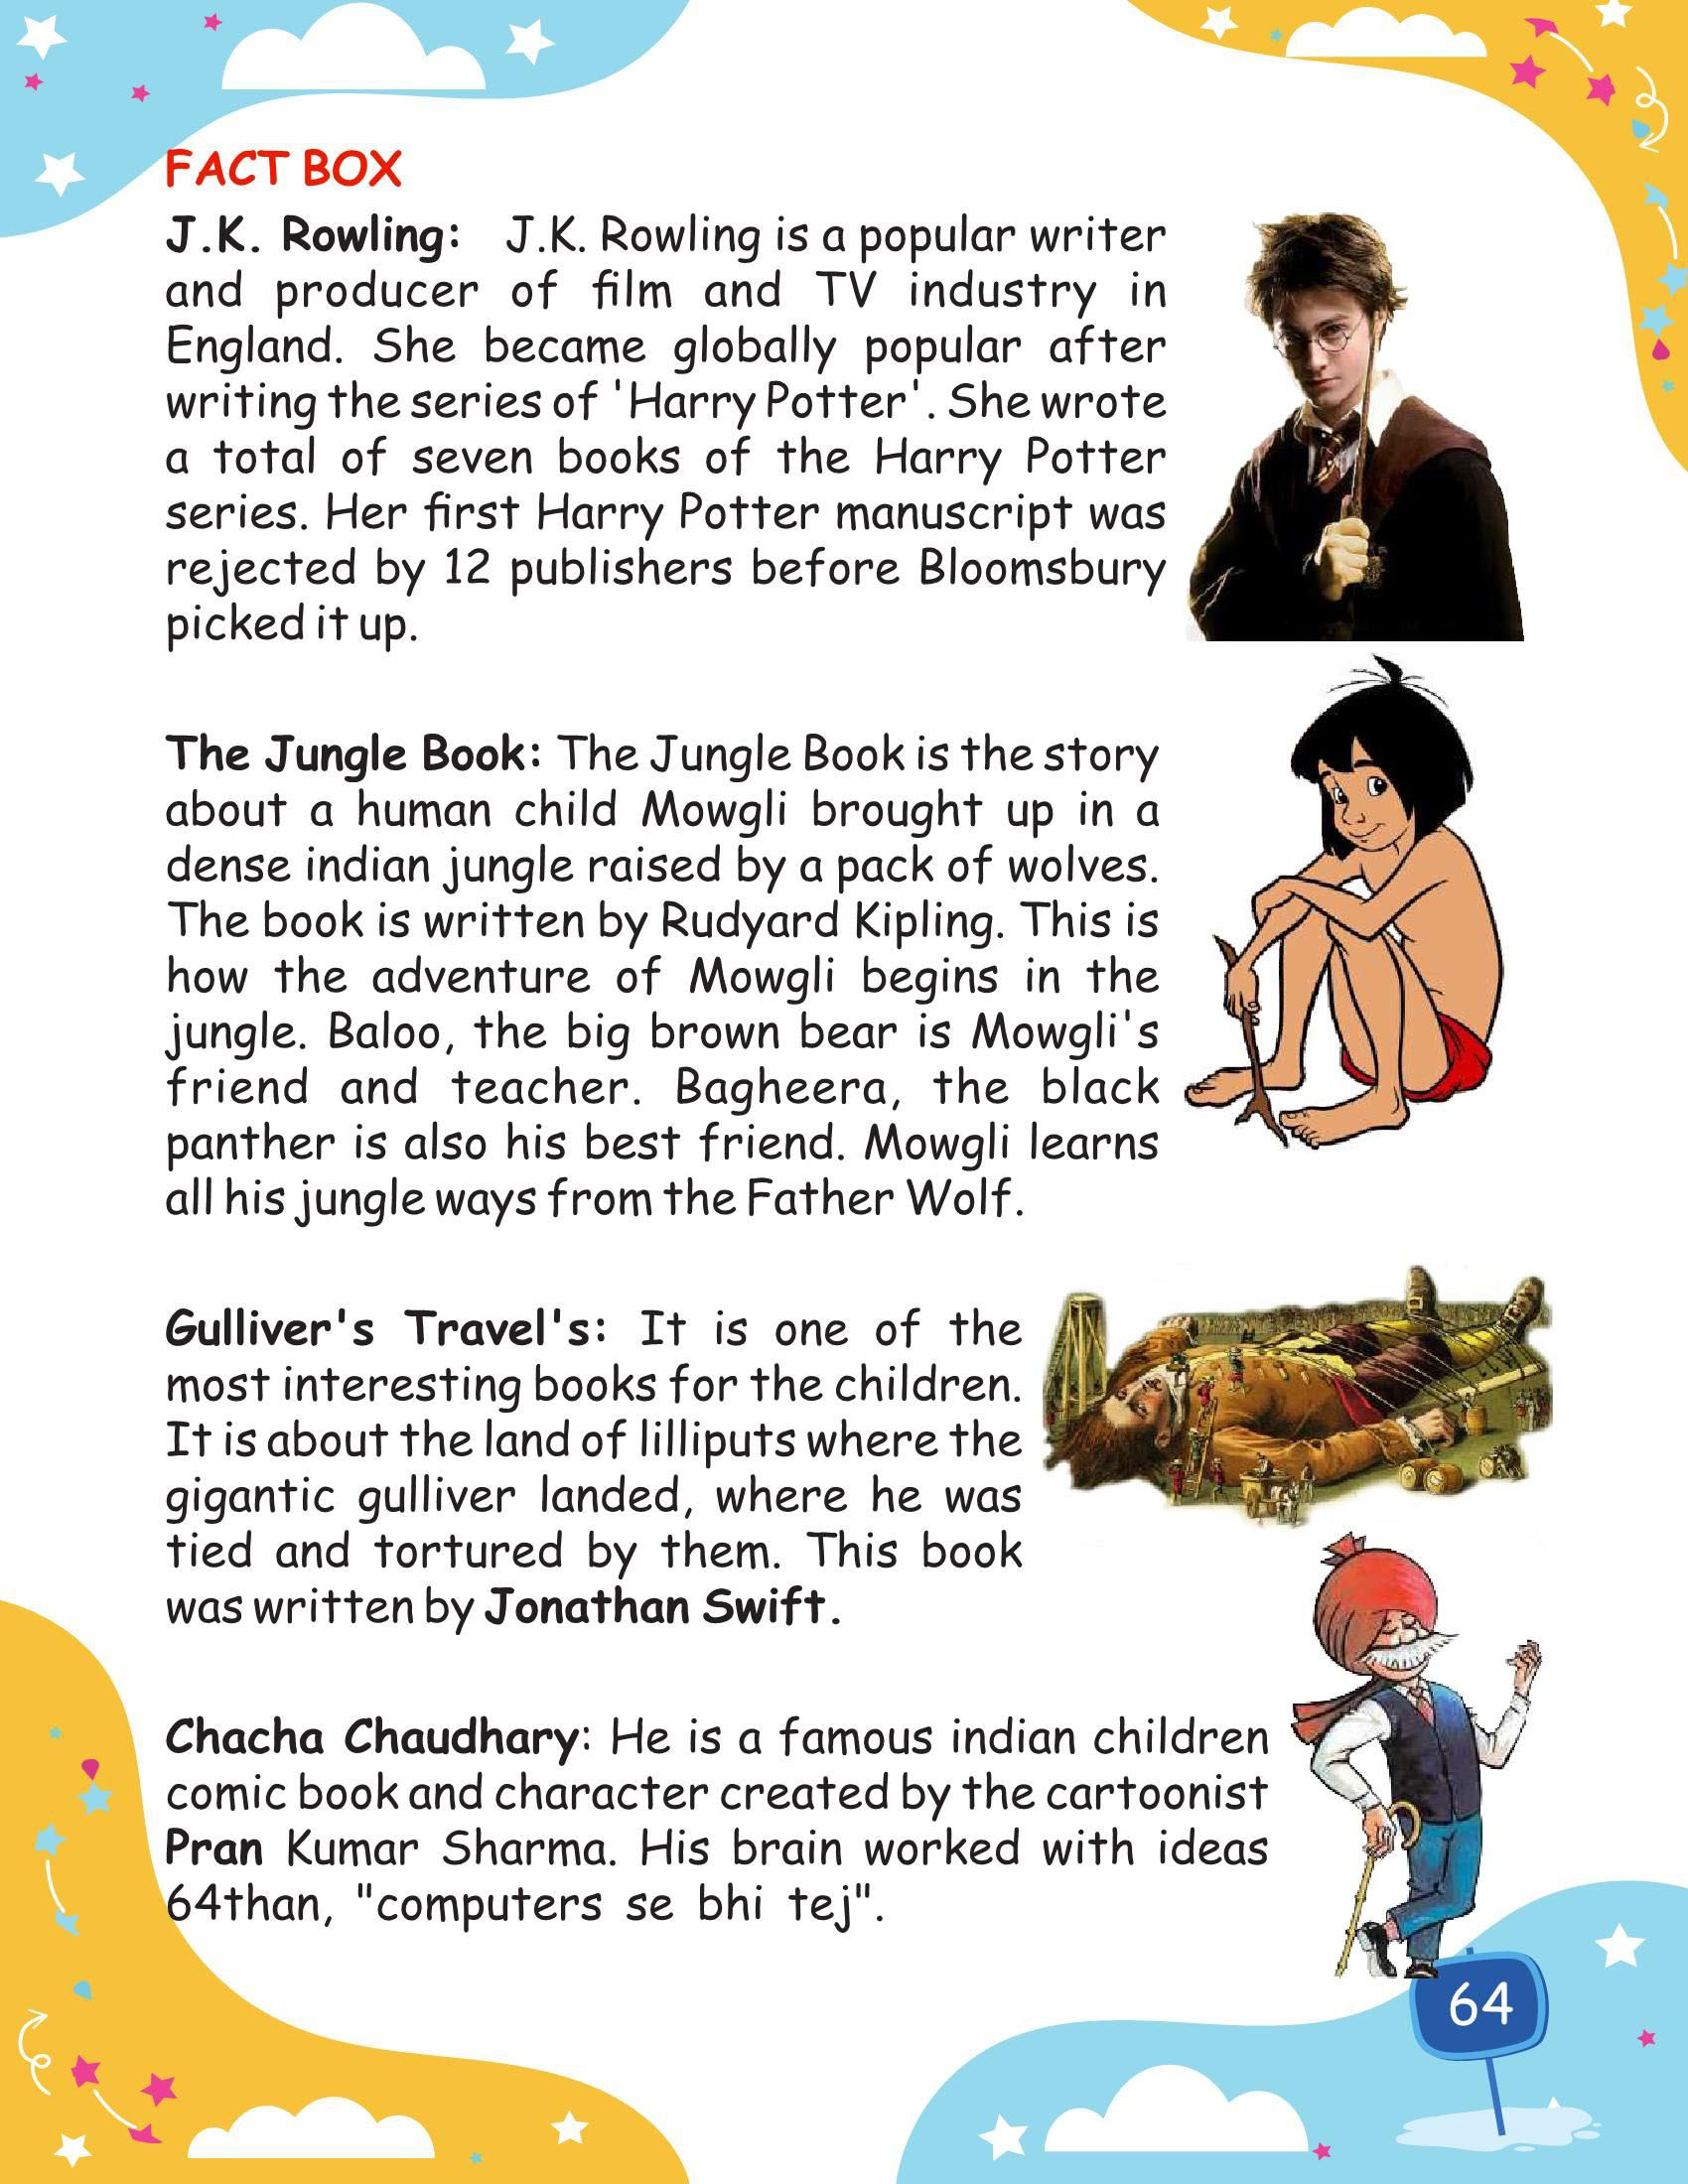 FACT BOX
J.K. Rowling: J.K. Rowling is a popular writer
and producer of film and TV industry in
England. She became globally popular after
writing the series of 'Harry Potter'. She wrote
a total of seven books of the Harry Potter
series. Her first Harry Potter manuscript was
rejected by 12 publishers before Bloomsbury
picked it up.
The Jungle Book: The Jungle Book is the story
about a human child Mowgli brought up in a
dense indian jungle raised by a pack of wolves.
The book is written by Rudyard Kipling. This is
how the adventure of Mowgli begins in the
jungle. Baloo, the big brown bear is Mowgli's
friend and teacher. Bagheera, the black
panther is also his best friend. Mowgli learns
all his jungle ways from the Father Wolf.
Gulliver's Travel's: It is one of the
most interesting books for the children.
It is about the land of lilliputs where the
gigantic gulliver landed, where he was
tied and tortured by them. This book
was written by Jonathan Swift.
Chacha Chaudhary: He is a famous indian children
comic book and character created by the cartoonist
Pran Kumar Sharma. His brain worked with ideas
64than, "computers se bhi tej".
64